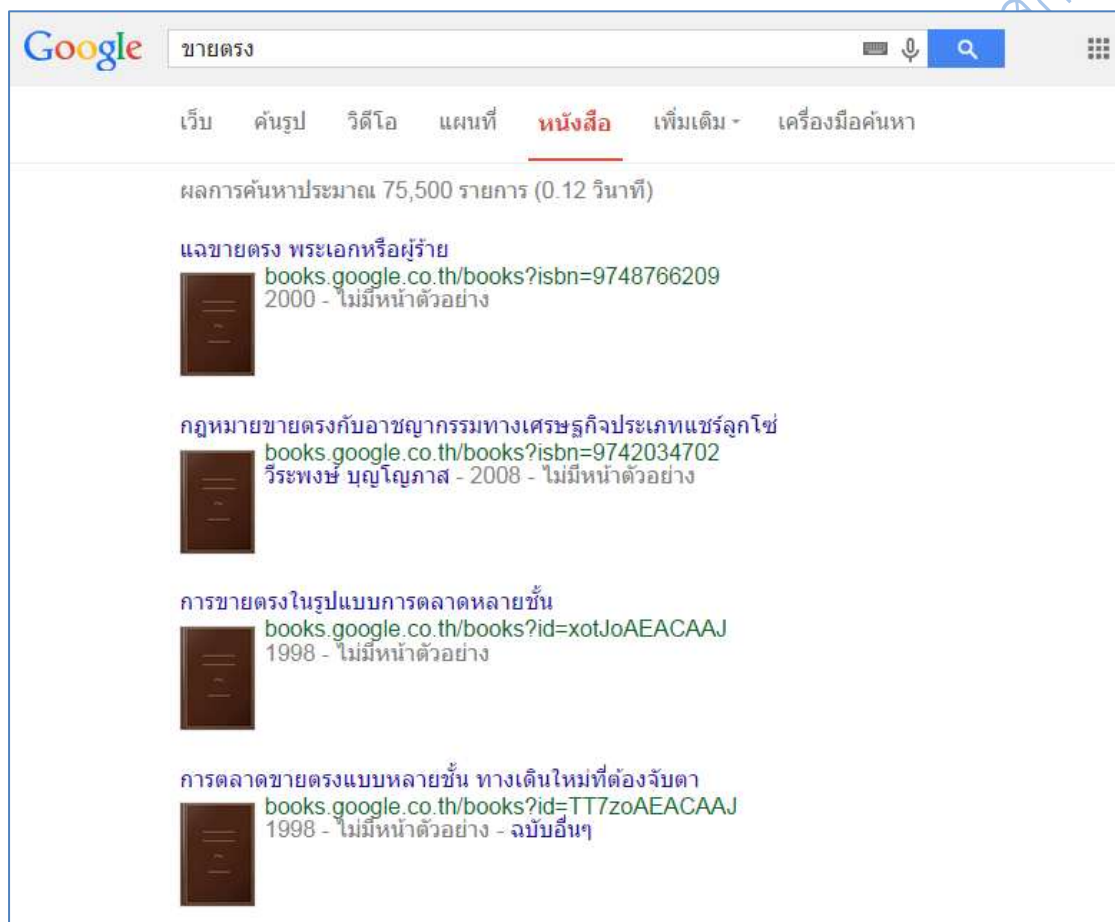 Google ขายตรง
เว็บ ค้นรูป วิดีโอ แผนที่ หนังสือ เพิ่มเติม เครื่องมือค้นหา
ผลการค้นหาประมาณ 75,500 รายการ (0.12 วินาที)
แฉขายตรง พระเอกหรือผู้ร้าย
books.google.co.th/books?isbn=9748766209
2000 - ไม่มีหน้าตัวอย่าง
กฎหมายขายตรงกับอาชญากรรมทางเศรษฐกิจประเภทแชร์ลูกโซ่
books.google.co.th/books?isbn=9742034702
วีระพงษ์ บุญโญภาส - 2008 - ไม่มีหน้าตัวอย่าง
การขายตรงในรูปแบบการตลาดหลายชั้น
books.google.co.th/books?id=xotJoAEACAAJ
1998 - ไม่มีหน้าตัวอย่าง
การตลาดขายตรงแบบหลายชั้น ทางเดินใหม่ที่ต้องจับตา
books.google.co.th/books?id=TT7zoAEACAAJ
1998 - ไม่มีหน้าตัวอย่าง - ฉบับอื่นๆ